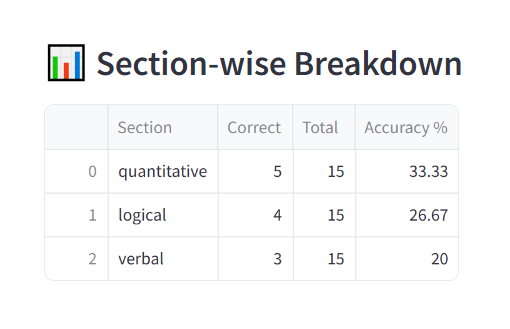 Section-wise Breakdown
Section Correct Total Accuracy %
0 quantitative 5 15 33.33
1 logical 4 15 26.67
2 verbal 3 15 20